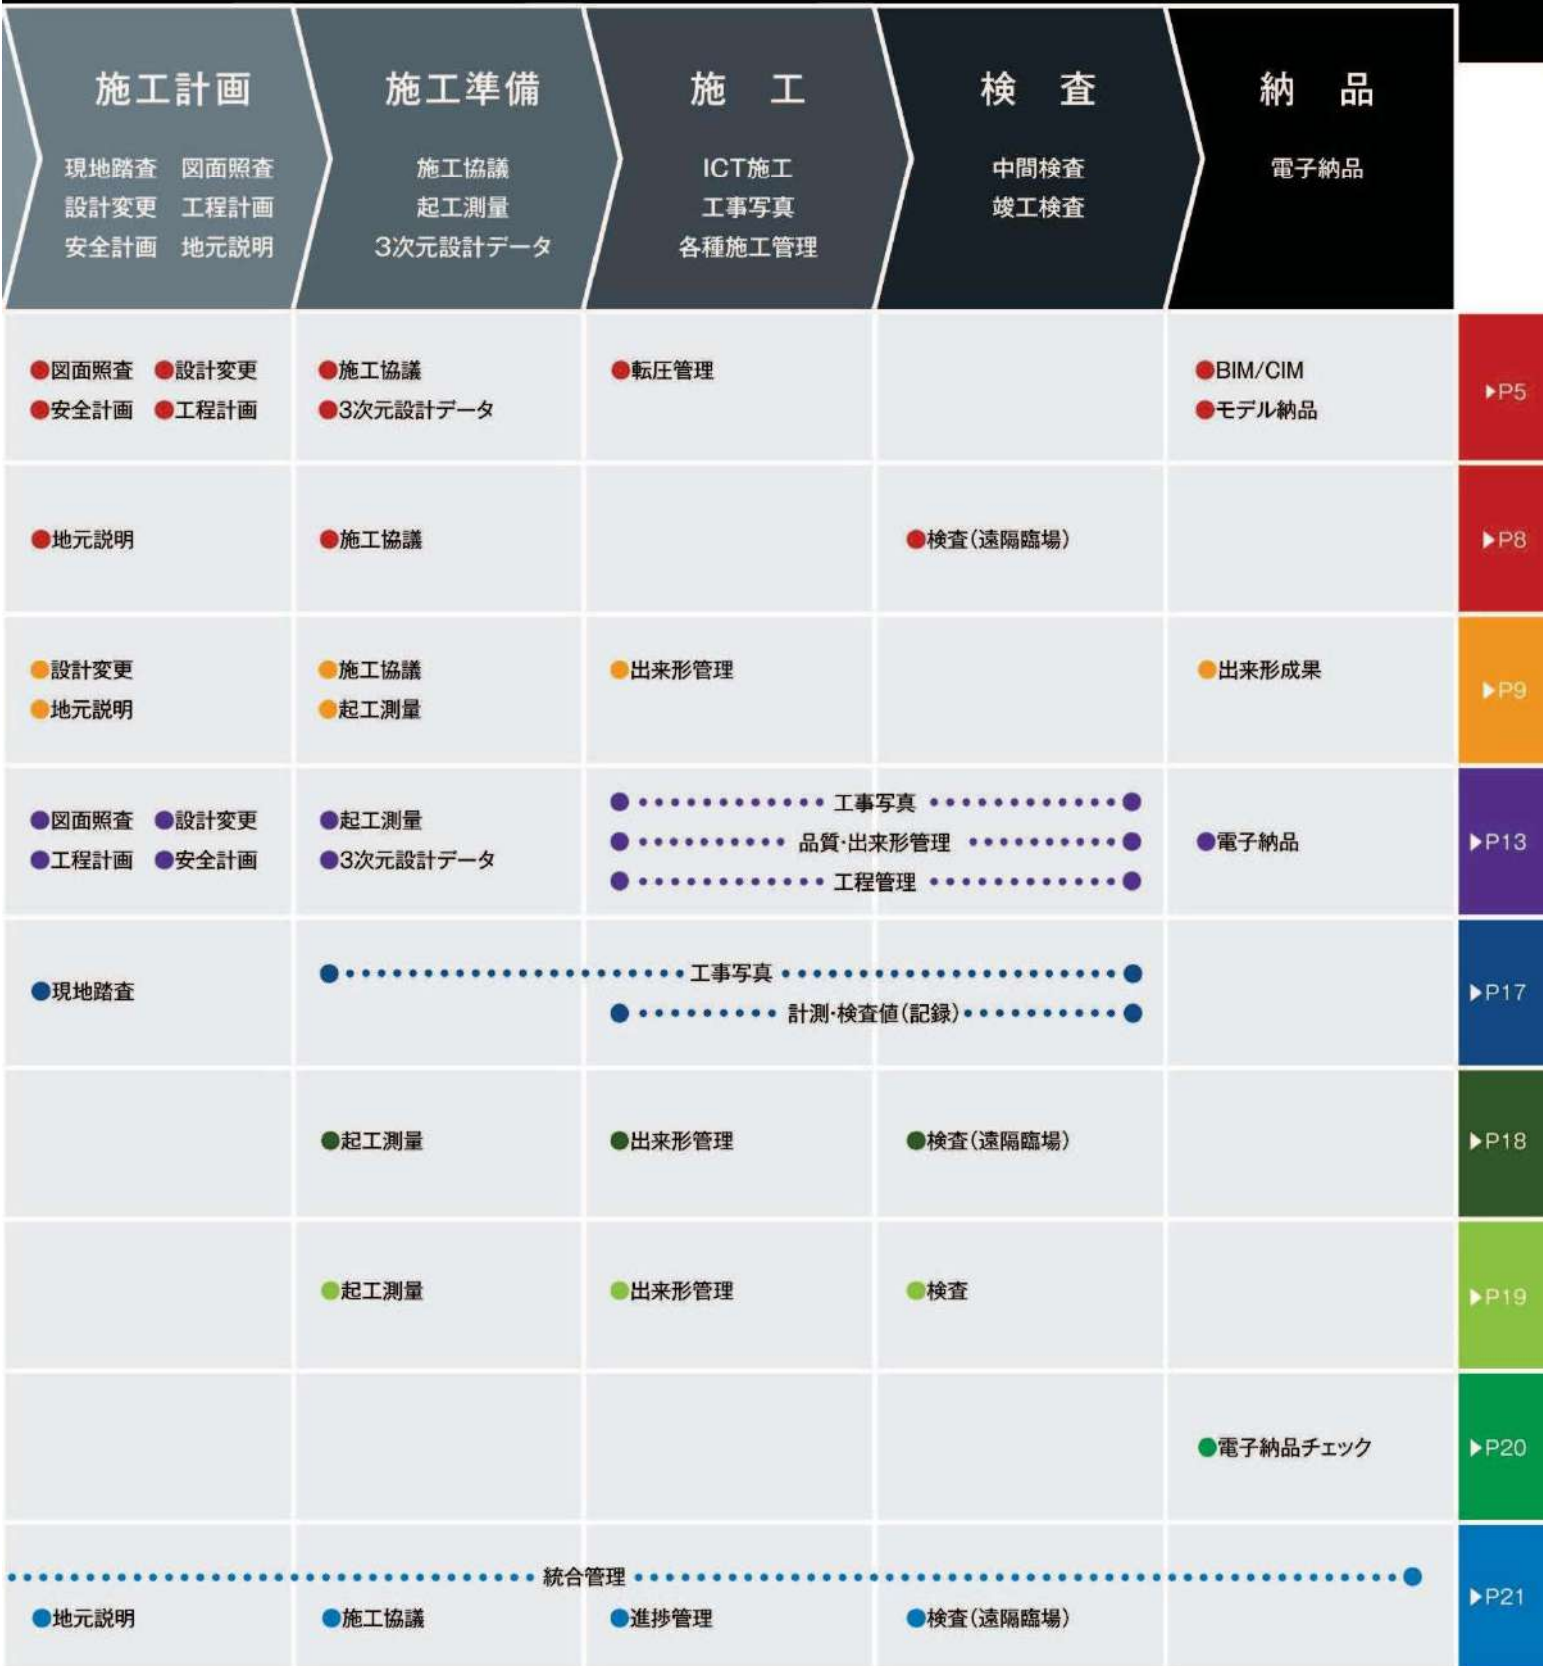 施工計画
現地踏査 図面照査
設計変更 工程計画
安全計画 地元説明
施工準備
施工協議
起工測量
3次元設計データ
施 工
ICT施工
工事写真
各種施工管理
検 査
中間検査
竣工検査
納 品
電子納品
●図面照査 ●設計変更
●安全計画 ●工程計画
●施工協議
●3次元設計データ
●転圧管理
●BIM/CIM
●モデル納品
▶P5
●地元説明
●施工協議
●検査(遠隔臨場)
▶P8
●設計変更
●地元説明
●施工協議
●起工測量
●出来形管理
●出来形成果
▶P9
●図面照査 ●設計変更
●工程計画 ●安全計画
●起工測量
●3次元設計データ
工事写真
品質・出来形管理
工程管理
●電子納品
▶P13
●現地踏査
工事写真
計測・検査値(記録)
▶P17
●起工測量
●出来形管理
●検査(遠隔臨場)
▶P18
●起工測量
●出来形管理
●検査
▶P19
●電子納品チェック
▶P20
統合管理
●地元説明
●施工協議
●進捗管理
●検査(遠隔臨場)
▶P21